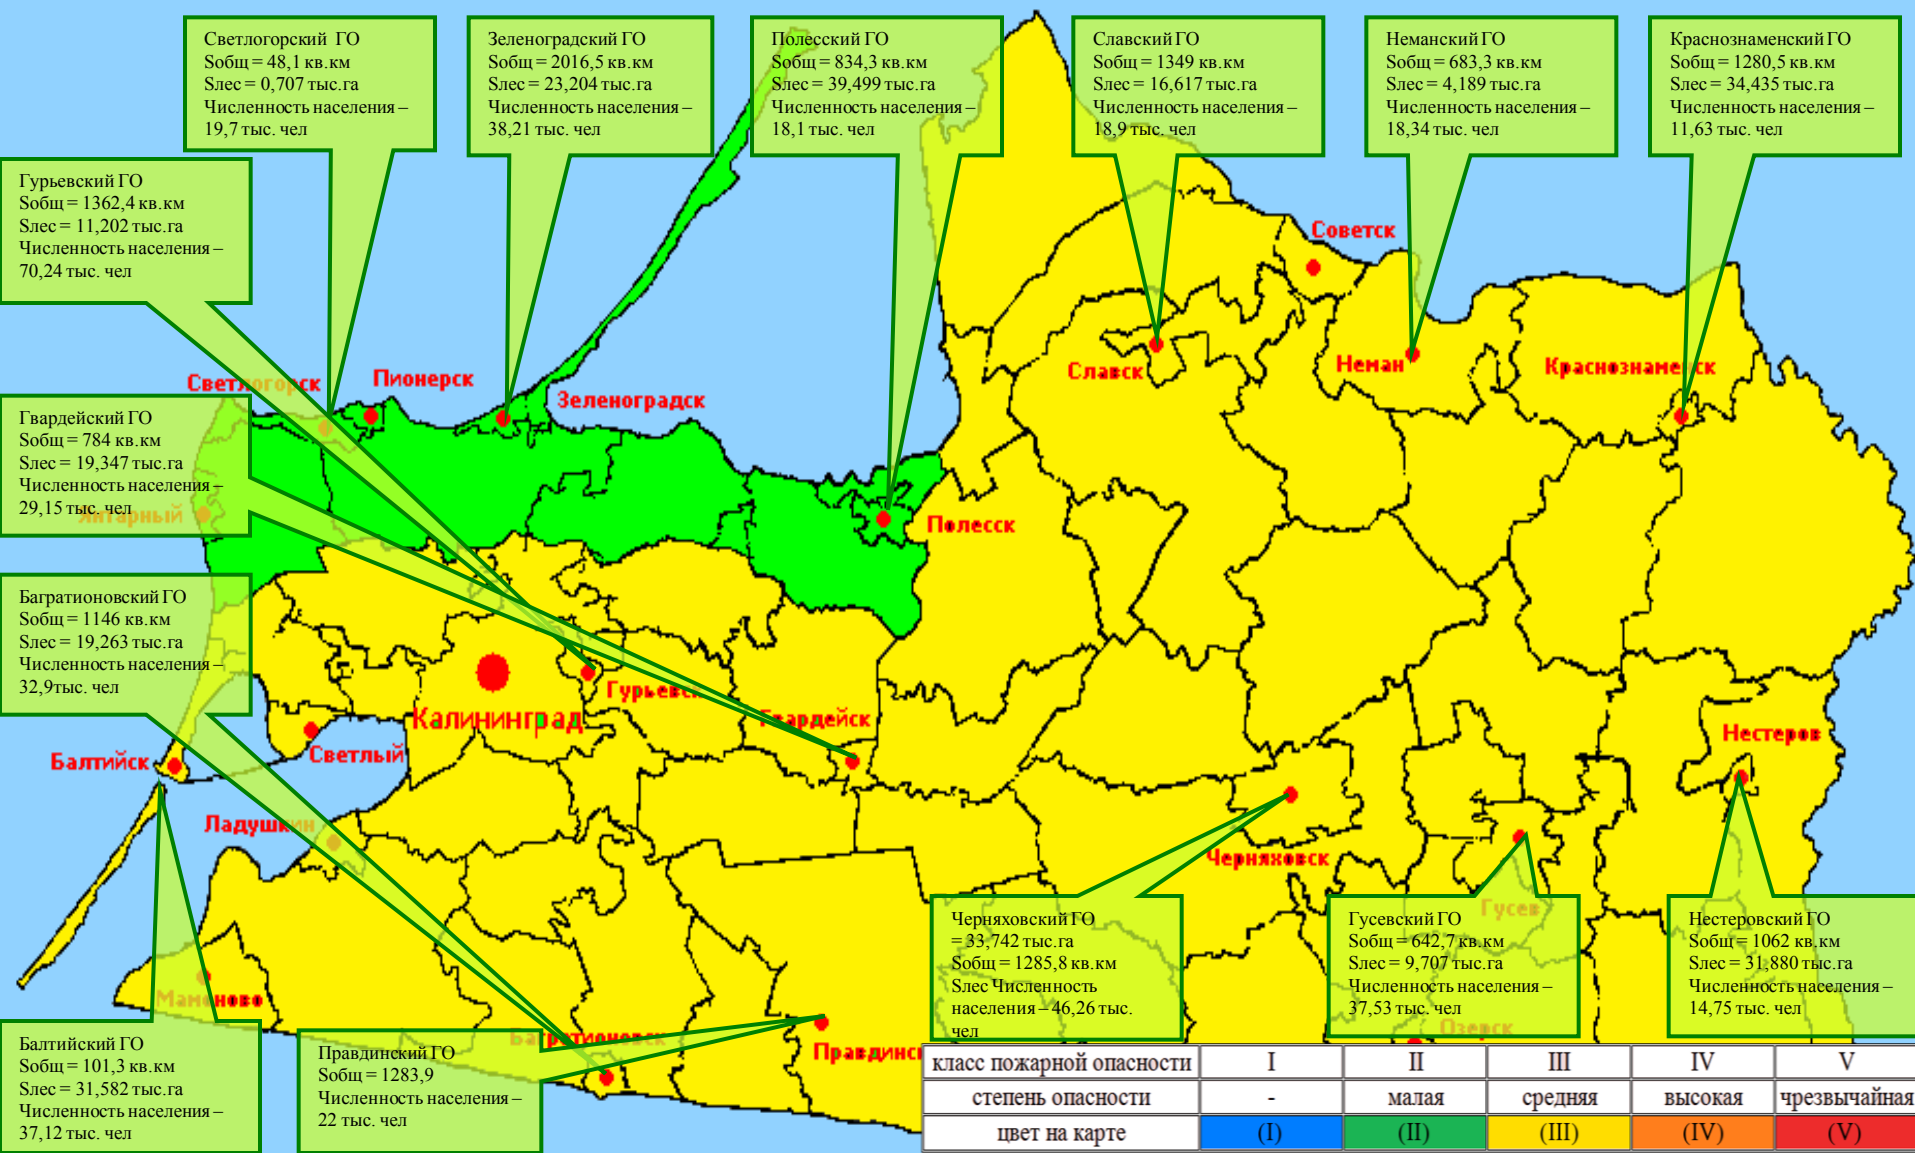 Светлогорский ГО
Sобщ = 48,1 кв.км
Sлес = 0,707 тыс.га
Численность населения –
19,7 тыс. чел
Зеленоградский ГО
Sобщ = 2016,5 кв.км
Sлес = 23,204 тыс.га
Численность населения –
38,21 тыс. чел
Полесский ГО
Sобщ = 834,3 кв.км
Sлес = 39,499 тыс.га
Численность населения –
18,1 тыс. чел
Славский ГО
Sобщ = 1349 кв.км
Sлес = 16,617 тыс.га
Численность населения –
18,9 тыс. чел
Неманский ГО
Sобщ = 683,3 кв.км
Sлес = 4,189 тыс.га
Численность населения –
18,34 тыс. чел
Краснознаменский ГО
Sобщ = 1280,5 кв.км
Sлес = 34,435 тыс.га
Численность населения –
11,63 тыс. чел
Гурьевский ГО
Sобщ = 1362,4 кв.км
Sлес = 11,202 тыс.га
Численность населения –
70,24 тыс. чел
Советск
Славск
Неман
Краснознаменск
Светлогорск
Пионерск
Зеленоградск
Гвардейский ГО
Sобщ = 784 кв.км
Sлес = 19,347 тыс.га
Численность населения –
29,15 тыс. чел
Янтарный
Полесск
Багратионовский ГО
Sобщ = 1146 кв.км
Sлес = 19,263 тыс.га
Численность населения –
32,9тыс. чел
Гурьевск
Калининград
Гвардейск
Нестеров
Балтийск
Светлый
Ладушкин
Черняховск
Гусев
Мамоново
Багратионовск
Правдинск
Озерск
Черняховский ГО
= 33,742 тыс.га
Sобщ = 1285,8 кв.км
Sлес Численность
населения – 46,26 тыс.
чел
Гусевский ГО
Sобщ = 642,7 кв.км
Sлес = 9,707 тыс.га
Численность населения –
37,53 тыс. чел
Нестеровский ГО
Sобщ = 1062 кв.км
Sлес = 31,880 тыс.га
Численность населения –
14,75 тыс. чел
Балтийский ГО
Sобщ = 101,3 кв.км
Sлес = 31,582 тыс.га
Численность населения –
37,12 тыс. чел
Правдинский ГО
Sобщ = 1283,9
Численность населения –
22 тыс. чел
класс пожарной опасности I II III IV V
степень опасности - малая средняя высокая чрезвычайная
цвет на карте (I) (II) (III) (IV) (V)